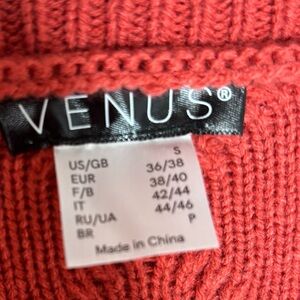 VENUS®
US/GB S
EUR 36/38
F/B 38/40
IT 42/44
RU/UA 44/46
BR P
Made in China